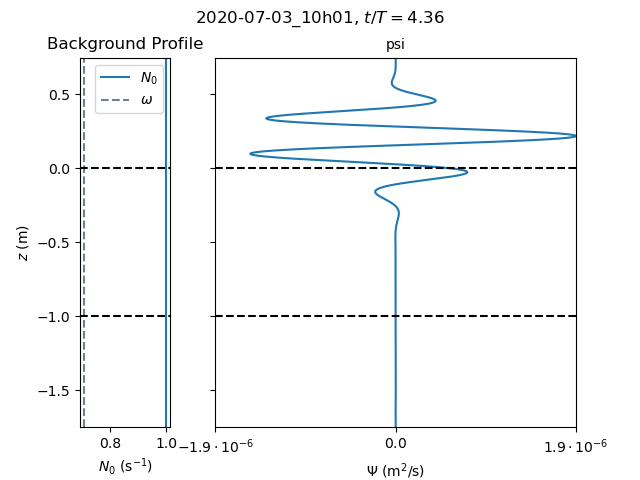 2020-07-03_10h01, t/T = 4.36
Background Profile
psi
N₀
ω
0.5
0.0
−0.5
−1.0
−1.5
z (m)
0.8 1.0
N₀ (s⁻¹)
−1.9 · 10⁻⁶ 0.0 1.9 · 10⁻⁶
Ψ (m²/s)